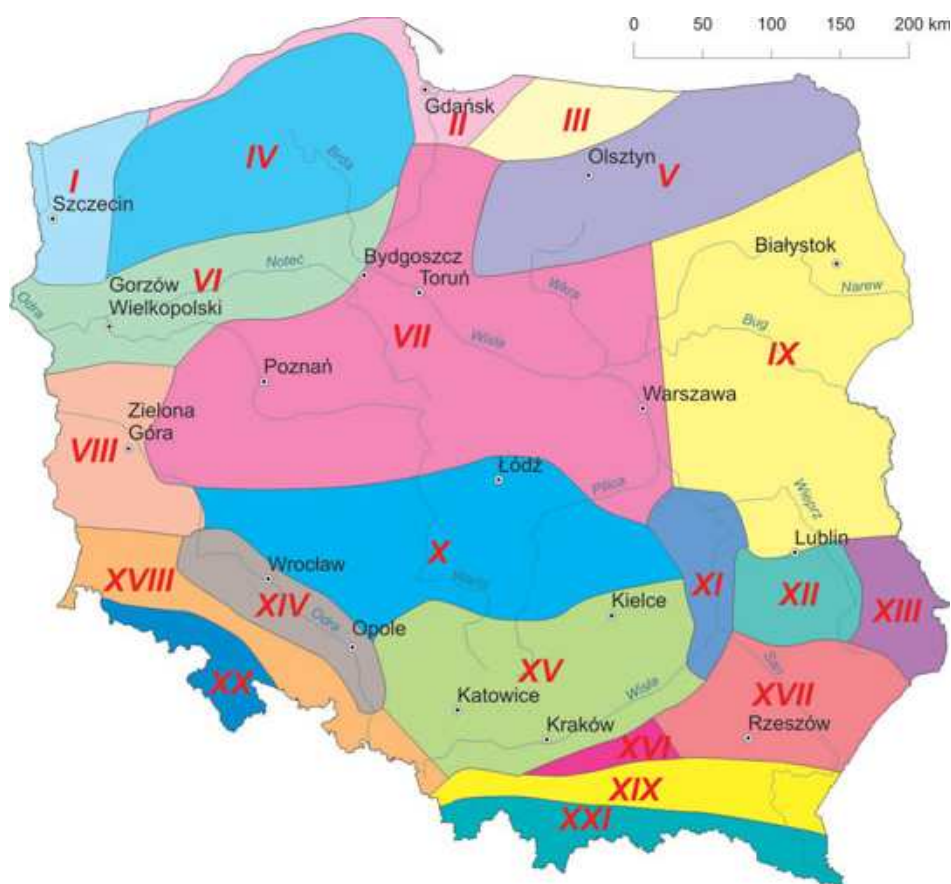 0 50 100 150 200 km
Gdańsk
II
III
IV
Brda
Olsztyn
V
I
Szczecin
Białystok
Bydgoszcz
Toruń
Noteć
VI
Gorzów
Wielkopolski
Odra
Wkra
Narew
VII
Wisła
Bug
IX
Poznań
Warszawa
Zielona
Góra
VIII
Łódź
Pilica
Wieprz
Lublin
X
Wrocław
XVIII
XIV
Warta
Kielce
XI
XII
XIII
Odra
Opole
XV
San
XX
Katowice
Wisła
XVII
Kraków
Rzeszów
XVI
XIX
XXI